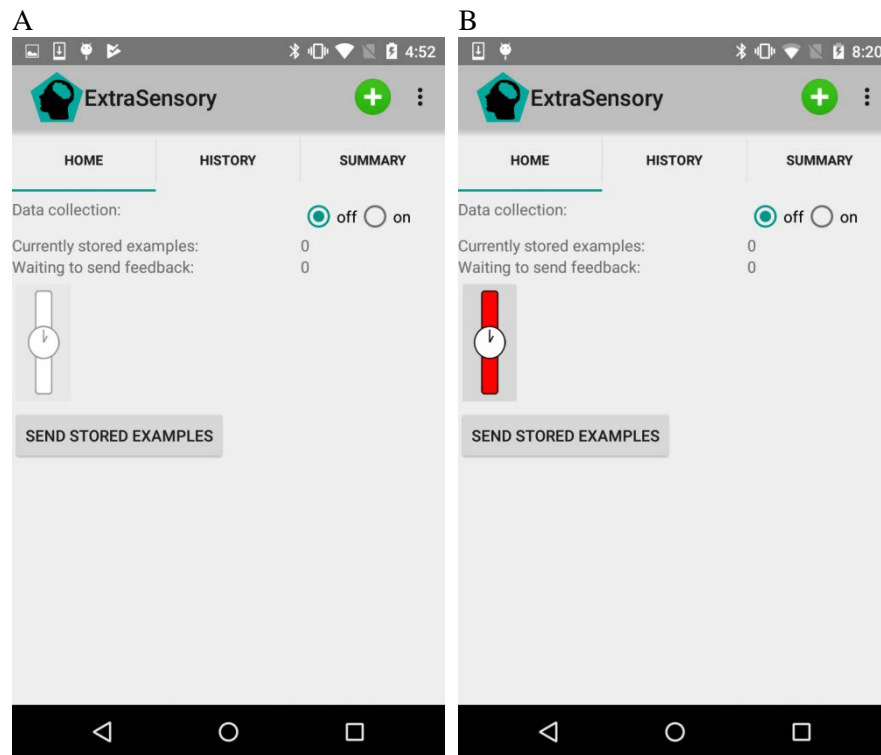 A
4:52
ExtraSensory
HOME HISTORY SUMMARY
Data collection: off on
Currently stored examples: 0
Waiting to send feedback: 0
SEND STORED EXAMPLES
B
8:20
ExtraSensory
HOME HISTORY SUMMARY
Data collection: off on
Currently stored examples: 0
Waiting to send feedback: 0
SEND STORED EXAMPLES